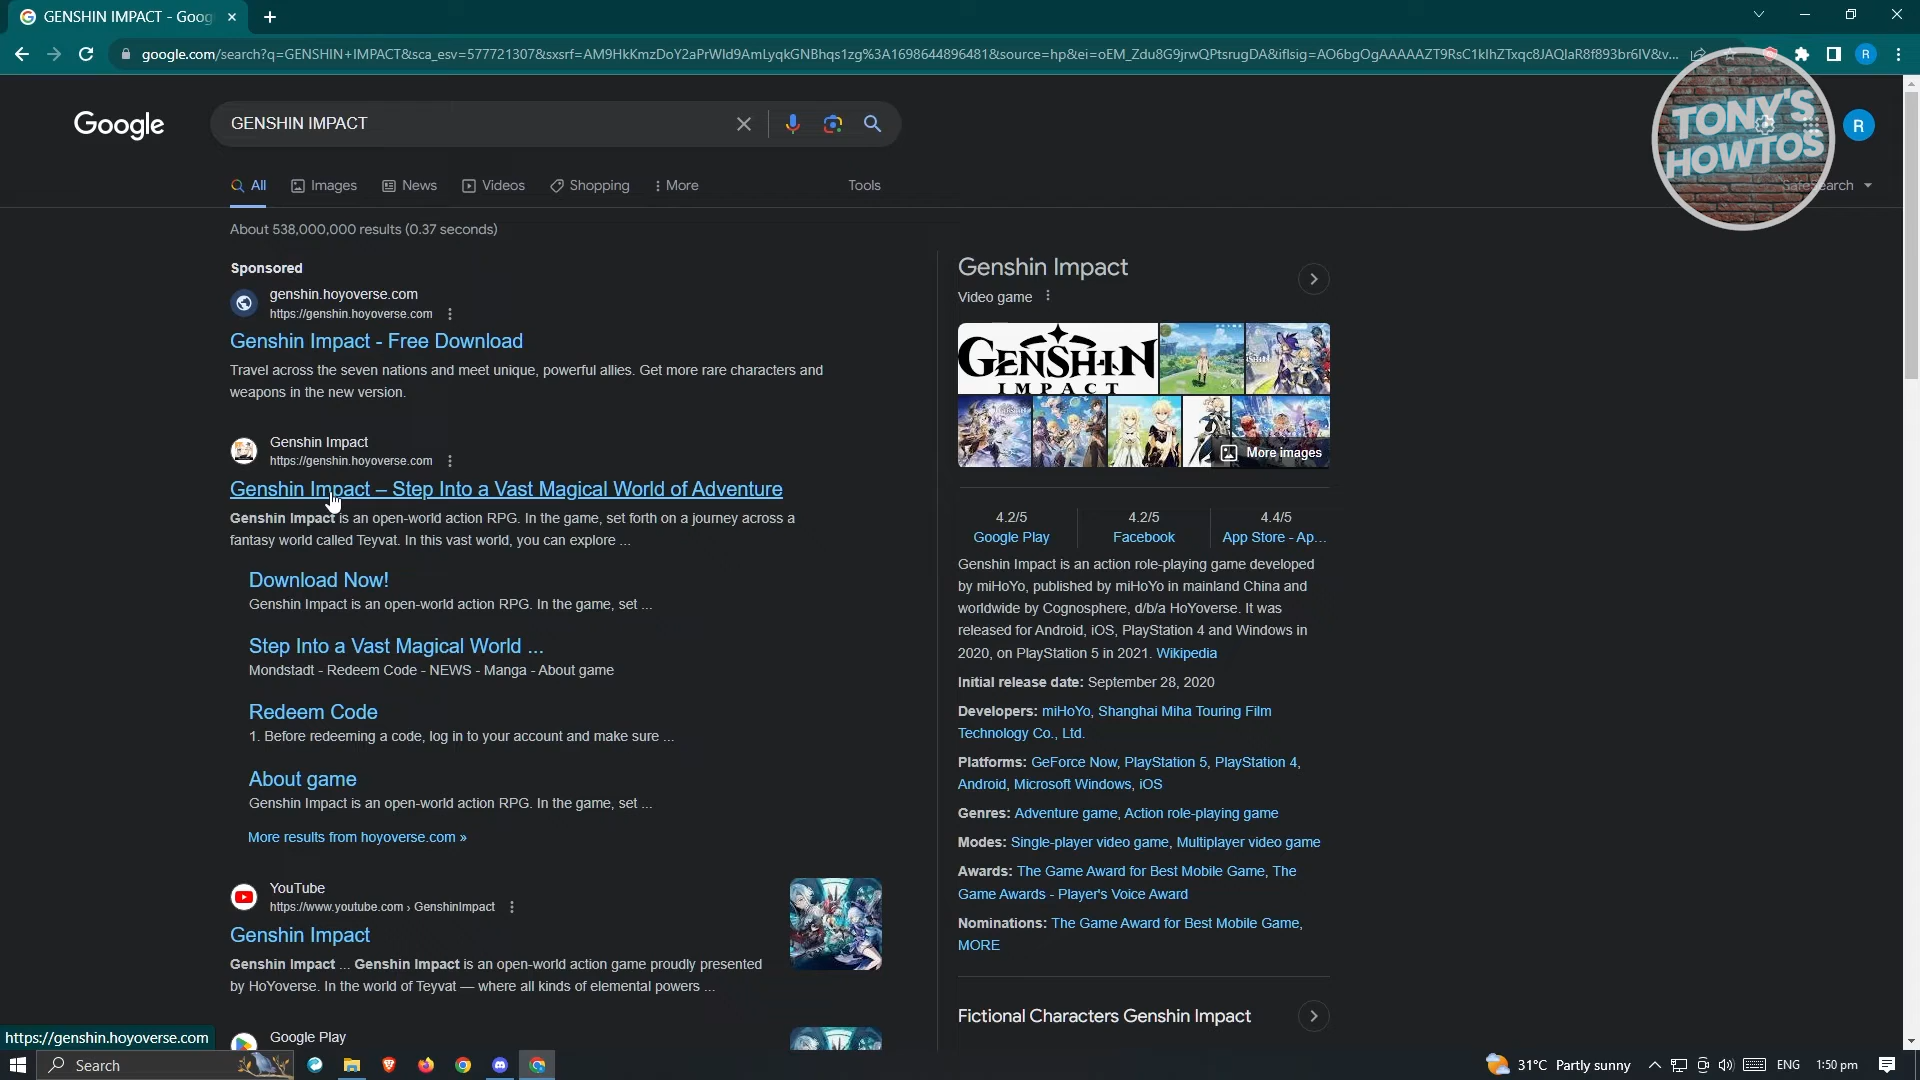 GENSHIN IMPACT - Goog
google.com/search?q=GENSHIN+IMPACT&sca_esv=577721307&sxsrf=AM9HkKmzDoY2aPrWld9AmLyqkGNBhqs1zg%3A1698644896481&source=hp&ei=oEM_Zdu8G9jrwQPtsrugDA&iflsig=AO6bgOgAAAAAZT9RsC1kIhZTxqc8JAQIaR8f893br6IV&v...
R
TONY'S
HOWTOS
Google
GENSHIN IMPACT
R
All
Images
News
Videos
Shopping
More
Tools
SafeSearch
About 538,000,000 results (0.37 seconds)
Sponsored
genshin.hoyoverse.com
https://genshin.hoyoverse.com
Genshin Impact - Free Download
Travel across the seven nations and meet unique, powerful allies. Get more rare characters and
weapons in the new version.
Genshin Impact
https://genshin.hoyoverse.com
Genshin Impact – Step Into a Vast Magical World of Adventure
Genshin Impact is an open-world action RPG. In the game, set forth on a journey across a
fantasy world called Teyvat. In this vast world, you can explore ...
Download Now!
Genshin Impact is an open-world action RPG. In the game, set ...
Step Into a Vast Magical World ...
Mondstadt - Redeem Code - NEWS - Manga - About game
Redeem Code
1. Before redeeming a code, log in to your account and make sure ...
About game
Genshin Impact is an open-world action RPG. In the game, set ...
More results from hoyoverse.com »
YouTube
https://www.youtube.com › GenshinImpact
Genshin Impact
Genshin Impact ... Genshin Impact is an open-world action game proudly presented
by HoYoverse. In the world of Teyvat — where all kinds of elemental powers ...
Google Play
Genshin Impact
Video game
GENSHIN
IMPACT
More images
4.2/5
Google Play
4.2/5
Facebook
4.4/5
App Store - Ap...
Genshin Impact is an action role-playing game developed
by miHoYo, published by miHoYo in mainland China and
worldwide by Cognosphere, d/b/a HoYoverse. It was
released for Android, iOS, PlayStation 4 and Windows in
2020, on PlayStation 5 in 2021. Wikipedia
Initial release date: September 28, 2020
Developers: miHoYo, Shanghai Miha Touring Film
Technology Co., Ltd.
Platforms: GeForce Now, PlayStation 5, PlayStation 4,
Android, Microsoft Windows, iOS
Genres: Adventure game, Action role-playing game
Modes: Single-player video game, Multiplayer video game
Awards: The Game Award for Best Mobile Game, The
Game Awards - Player's Voice Award
Nominations: The Game Award for Best Mobile Game,
MORE
Fictional Characters Genshin Impact
https://genshin.hoyoverse.com
Search
31°C Partly sunny
ENG
1:50 pm